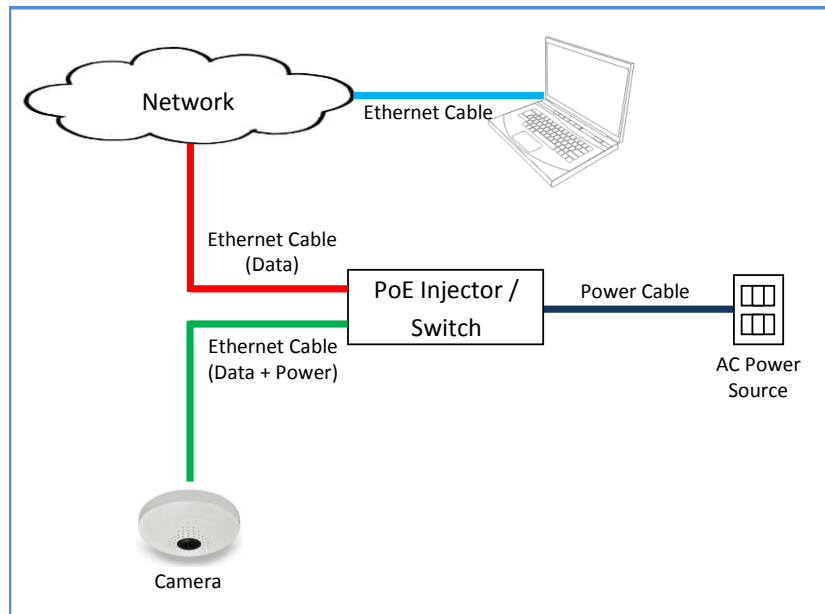 Network
Ethernet Cable
Ethernet Cable
(Data)
PoE Injector /
Switch
Power Cable
Ethernet Cable
(Data + Power)
AC Power
Source
Camera